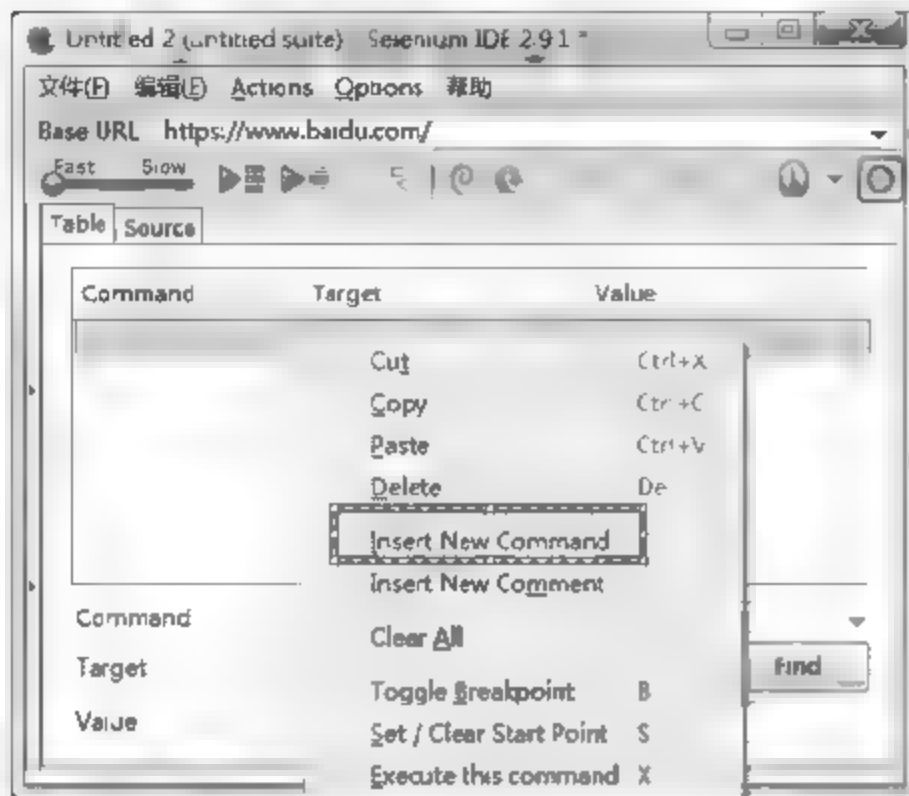 Untitled 2 (untitled suite) - Selenium IDE 2.9.1 *
文件(F) 编辑(E) Actions Options 帮助
Base URL https://www.baidu.com/
Fast Slow
Table Source
Command Target Value
Cut Ctrl+X
Copy Ctrl+C
Paste Ctrl+V
Delete De
Insert New Command
Insert New Comment
Command
Clear All
Target Find
Toggle Breakpoint B
Value
Set / Clear Start Point S
Execute this command X